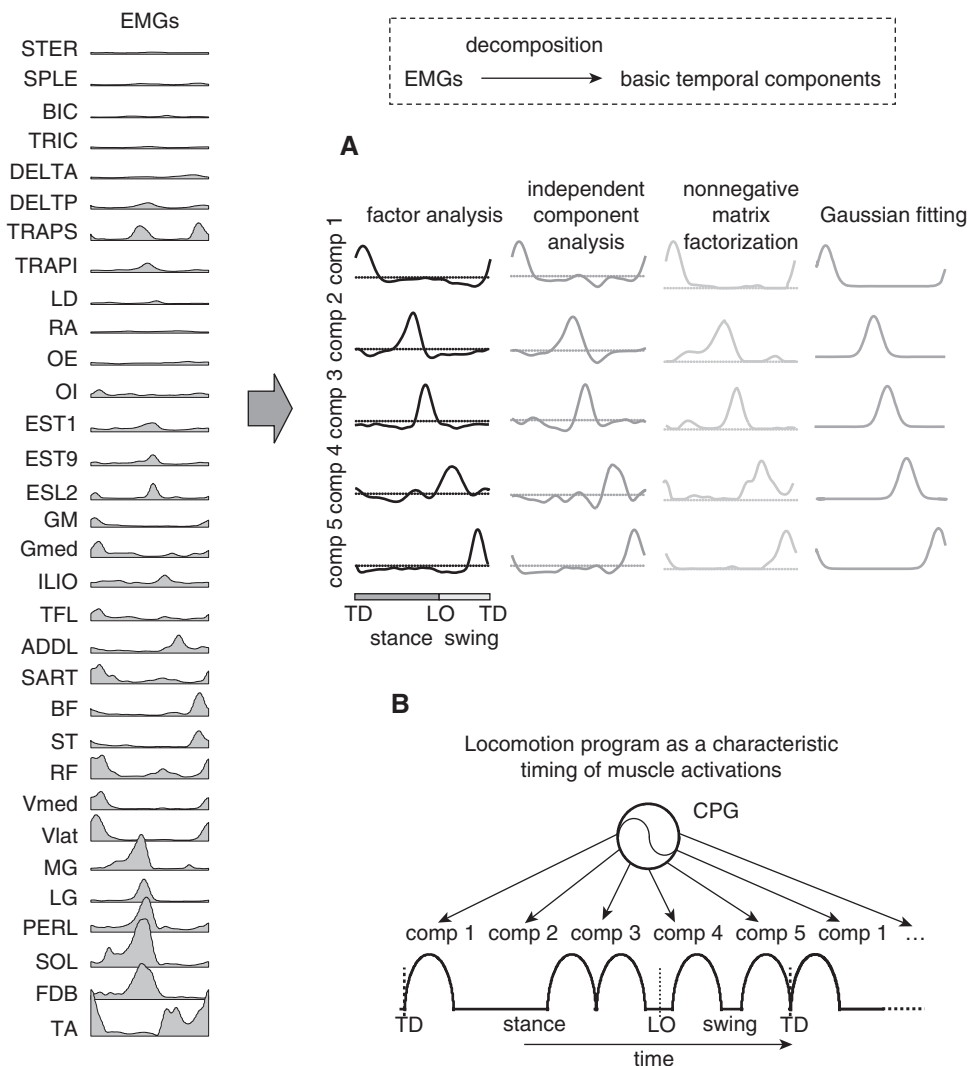 EMGs
STER
SPLE
BIC
TRIC
DELTA
DELTP
TRAPS
TRAPI
LD
RA
OE
OI
EST1
EST9
ESL2
GM
Gmed
ILIO
TFL
ADDL
SART
BF
ST
RF
Vmed
Vlat
MG
LG
PERL
SOL
FDB
TA
decomposition
EMGs basic temporal components
A
factor analysis
independent
component
analysis
nonnegative
matrix
factorization
Gaussian fitting
comp 1
comp 2
comp 3
comp 4
comp 5
TD LO TD
stance swing
B
Locomotion program as a characteristic
timing of muscle activations
CPG
comp 1 comp 2 comp 3 comp 4 comp 5 comp 1 ...
TD stance LO swing TD
time